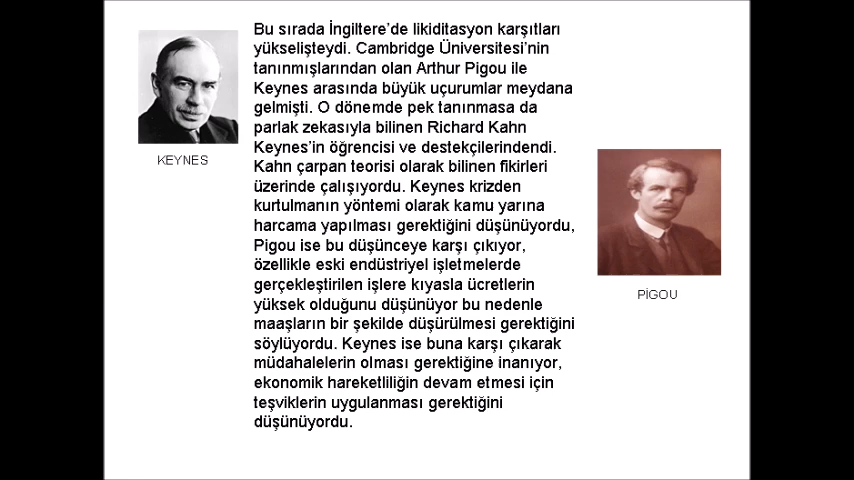 Bu sırada İngiltere'de likiditasyon karşıtları
yükselişteydi. Cambridge Üniversitesi'nin
tanınmışlarından olan Arthur Pigou ile
Keynes arasında büyük uçurumlar meydana
gelmişti. O dönemde pek tanınmasa da
parlak zekasıyla bilinen Richard Kahn
Keynes'in öğrencisi ve destekçilerindendi.
Kahn çarpan teorisi olarak bilinen fikirleri
üzerinde çalışıyordu. Keynes krizden
kurtulmanın yöntemi olarak kamu yarına
harcama yapılması gerektiğini düşünüyordu,
Pigou ise bu düşünceye karşı çıkıyor,
özellikle eski endüstriyel işletmelerde
gerçekleştirilen işlere kıyasla ücretlerin
yüksek olduğunu düşünüyor bu nedenle
maaşların bir şekilde düşürülmesi gerektiğini
söylüyordu. Keynes ise buna karşı çıkarak
müdahalelerin olması gerektiğine inanıyor,
ekonomik hareketliliğin devam etmesi için
teşviklerin uygulanması gerektiğini
düşünüyordu.
KEYNES
PİGOU